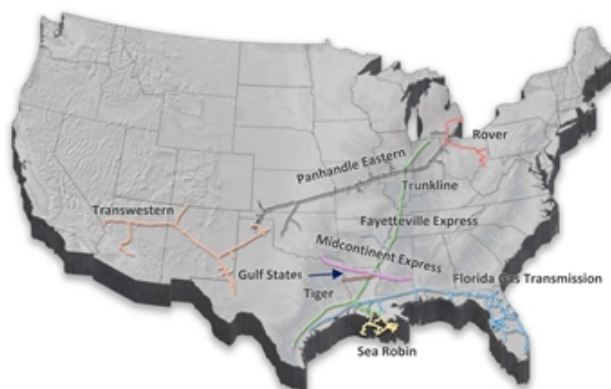 Rover
Panhandle Eastern
Trunkline
Transwestern
Fayetteville Express
Midcontinent Express
Gulf States
Florida Gas Transmission
Tiger
Sea Robin